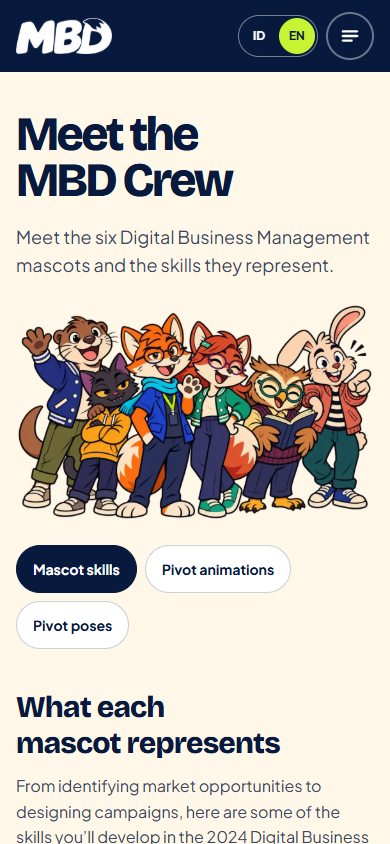 MBD
ID
EN
Meet the
MBD Crew
Meet the six Digital Business Management
mascots and the skills they represent.
Mascot skills
Pivot animations
Pivot poses
What each
mascot represents
From identifying market opportunities to
designing campaigns, here are some of the
skills you’ll develop in the 2024 Digital Business